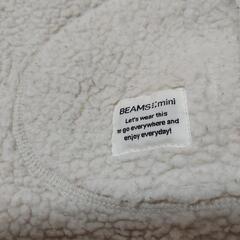 BEAMS mini
Let's wear this
to go everywhere and
enjoy everyday!